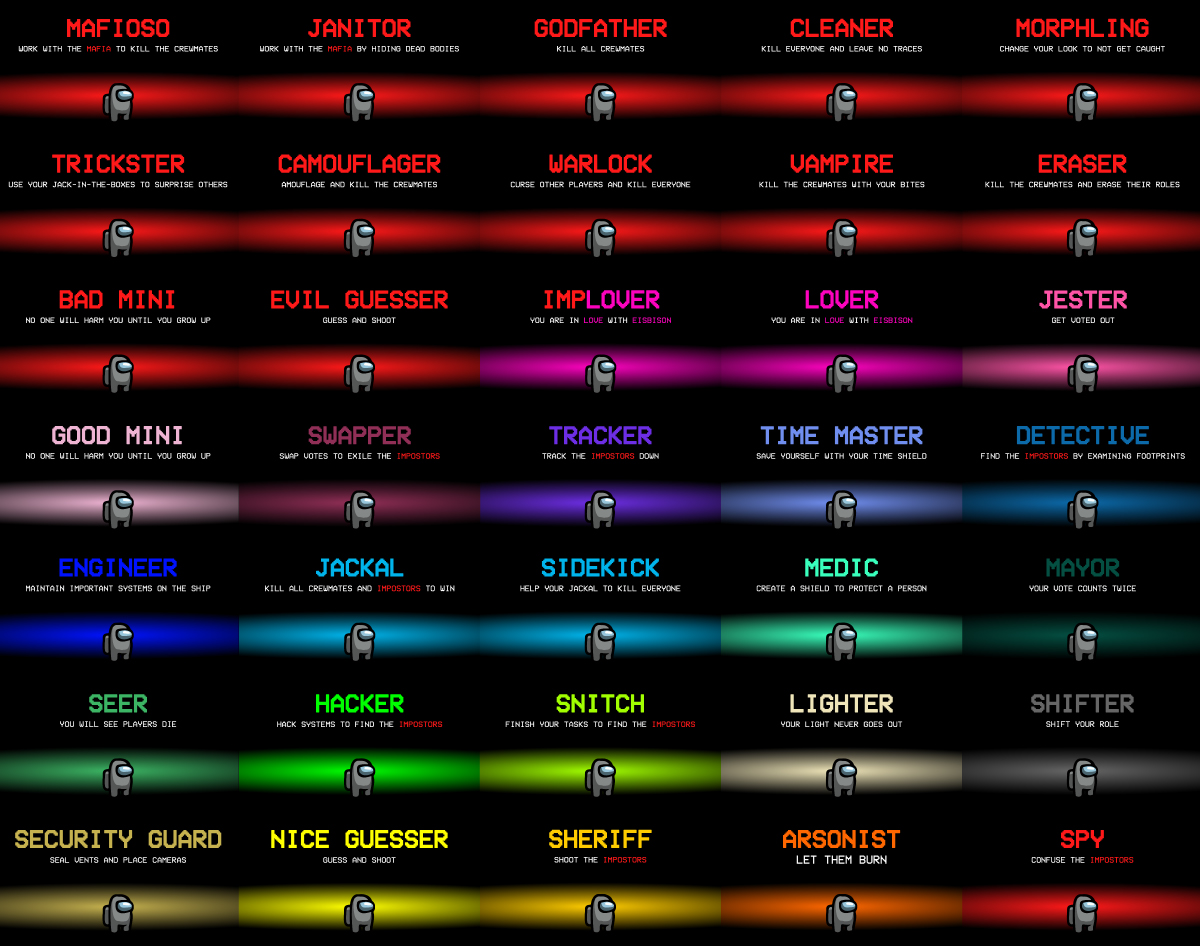 MAFIOSO
WORK WITH THE MAFIA TO KILL THE CREWMATES
JANITOR
WORK WITH THE MAFIA BY HIDING DEAD BODIES
GODFATHER
KILL ALL CREWMATES
CLEANER
KILL EVERYONE AND LEAVE NO TRACES
MORPHLING
CHANGE YOUR LOOK TO NOT GET CAUGHT
TRICKSTER
USE YOUR JACK-IN-THE-BOXES TO SURPRISE OTHERS
CAMOUFLAGER
AMOUFLAGE AND KILL THE CREWMATES
WARLOCK
CURSE OTHER PLAYERS AND KILL EVERYONE
VAMPIRE
KILL THE CREWMATES WITH YOUR BITES
ERASER
KILL THE CREWMATES AND ERASE THEIR ROLES
BAD MINI
NO ONE WILL HARM YOU UNTIL YOU GROW UP
EVIL GUESSER
GUESS AND SHOOT
IMPLOVER
YOU ARE IN LOVE WITH EISBISON
LOVER
YOU ARE IN LOVE WITH EISBISON
JESTER
GET VOTED OUT
GOOD MINI
NO ONE WILL HARM YOU UNTIL YOU GROW UP
SWAPPER
SWAP VOTES TO EXILE THE IMPOSTORS
TRACKER
TRACK THE IMPOSTORS DOWN
TIME MASTER
SAVE YOURSELF WITH YOUR TIME SHIELD
DETECTIVE
FIND THE IMPOSTORS BY EXAMINING FOOTPRINTS
ENGINEER
MAINTAIN IMPORTANT SYSTEMS ON THE SHIP
JACKAL
KILL ALL CREWMATES AND IMPOSTORS TO WIN
SIDEKICK
HELP YOUR JACKAL TO KILL EVERYONE
MEDIC
CREATE A SHIELD TO PROTECT A PERSON
MAYOR
YOUR VOTE COUNTS TWICE
SEER
YOU WILL SEE PLAYERS DIE
HACKER
HACK SYSTEMS TO FIND THE IMPOSTORS
SNITCH
FINISH YOUR TASKS TO FIND THE IMPOSTORS
LIGHTER
YOUR LIGHT NEVER GOES OUT
SHIFTER
SHIFT YOUR ROLE
SECURITY GUARD
SEAL VENTS AND PLACE CAMERAS
NICE GUESSER
GUESS AND SHOOT
SHERIFF
SHOOT THE IMPOSTORS
ARSONIST
LET THEM BURN
SPY
CONFUSE THE IMPOSTORS